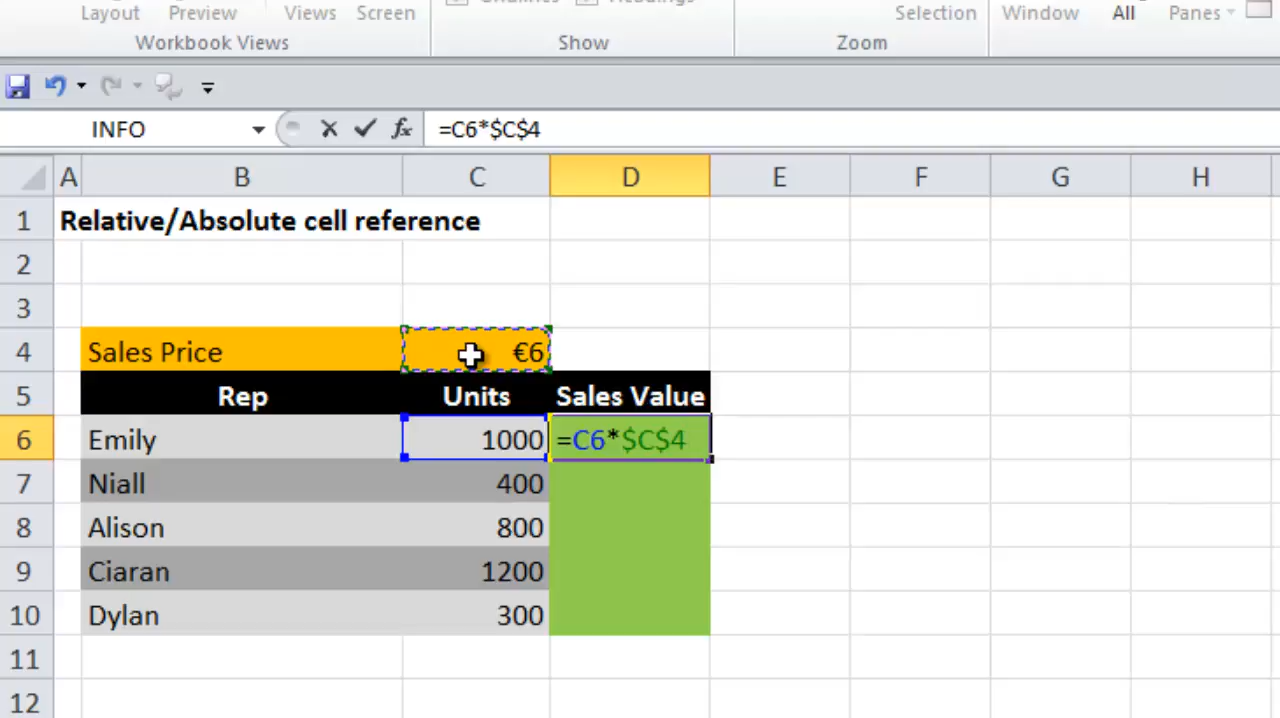 Layout Preview Views Screen Selection Window All Panes
Workbook Views Show Zoom
INFO =C6*$C$4
A B C D E F G H
1 Relative/Absolute cell reference
2
3
4 Sales Price €6
5 Rep Units Sales Value
6 Emily 1000 =C6*$C$4
7 Niall 400
8 Alison 800
9 Ciaran 1200
10 Dylan 300
11
12